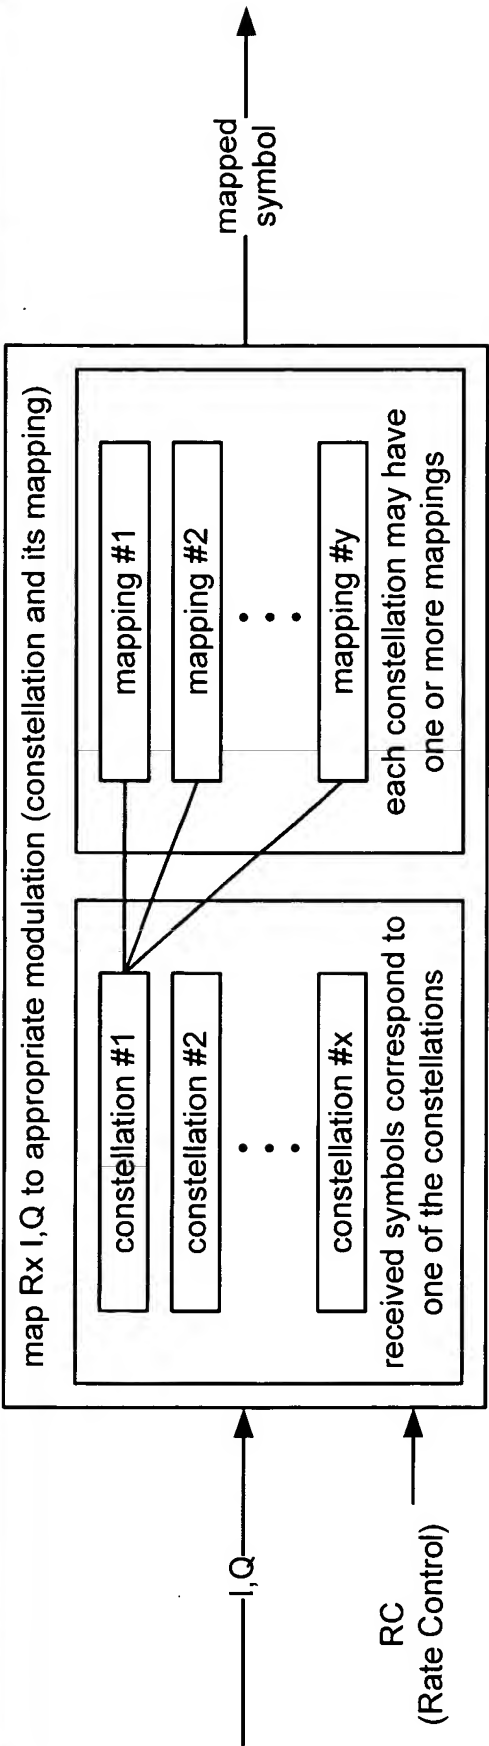 map Rx I,Q to appropriate modulation (constellation and its mapping)
I,Q
RC
(Rate Control)
constellation #1
constellation #2
constellation #x
received symbols correspond to
one of the constellations
mapping #1
mapping #2
mapping #y
each constellation may have
one or more mappings
mapped
symbol